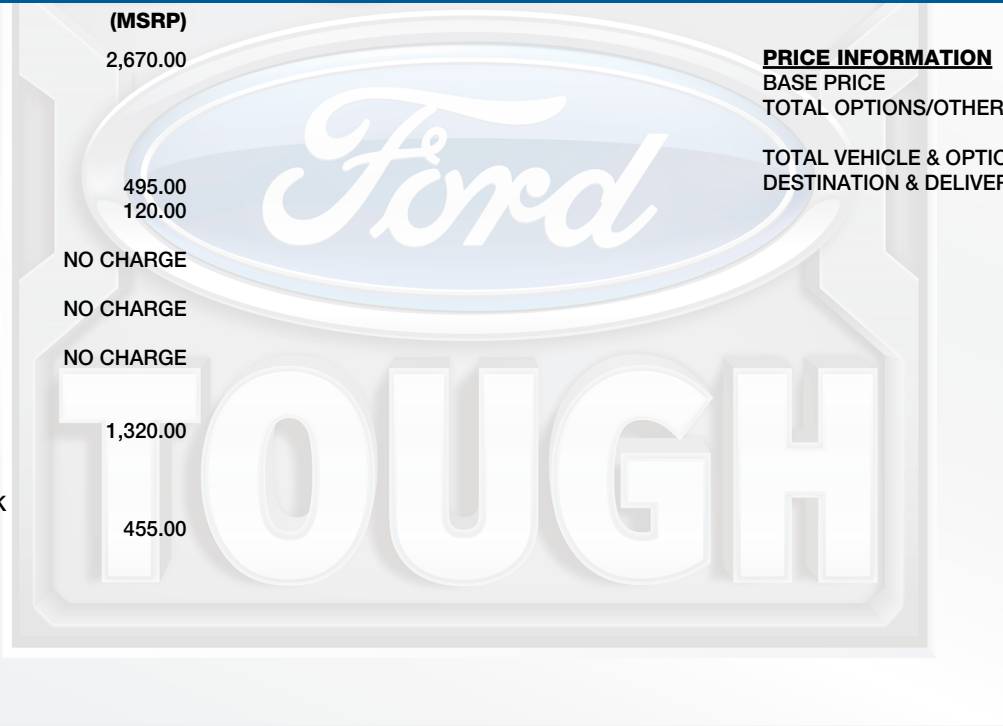 (MSRP)
2,670.00
495.00
120.00
NO CHARGE
NO CHARGE
NO CHARGE
1,320.00
K
455.00
PRICE INFORMATION
BASE PRICE
TOTAL OPTIONS/OTHER
TOTAL VEHICLE & OPTIO
DESTINATION & DELIVER
Ford
TOUGH